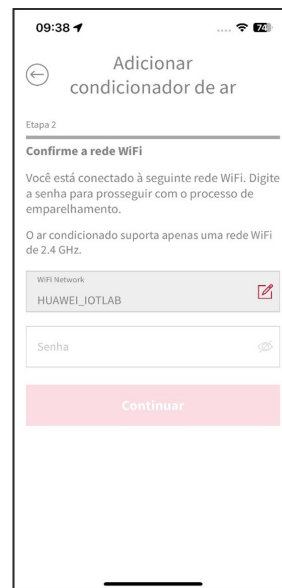 09:38
74
Adicionar
condicionador de ar
Etapa 2
Confirme a rede WiFi
Você está conectado à seguinte rede WiFi. Digite
a senha para prosseguir com o processo de
emparelhamento.
O ar condicionado suporta apenas uma rede WiFi
de 2.4 GHz.
WiFi Network
HUAWEI_IOTLAB
Senha
Continuar